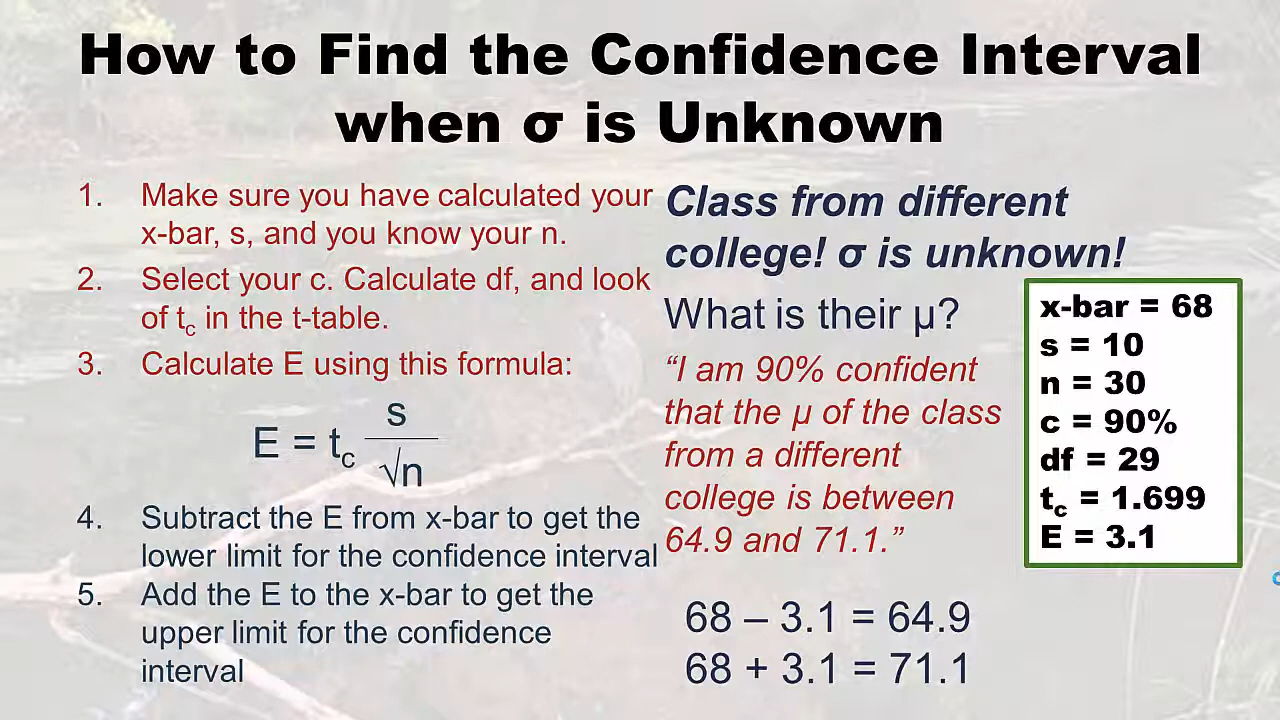 How to Find the Confidence Interval
when σ is Unknown
1. Make sure you have calculated your
x-bar, s, and you know your n.
2. Select your c. Calculate df, and look
of tc in the t-table.
3. Calculate E using this formula:
E = tc s
√n
4. Subtract the E from x-bar to get the
lower limit for the confidence interval
5. Add the E to the x-bar to get the
upper limit for the confidence
interval
Class from different
college! σ is unknown!
What is their μ?
“I am 90% confident
that the μ of the class
from a different
college is between
64.9 and 71.1.”
68 – 3.1 = 64.9
68 + 3.1 = 71.1
x-bar = 68
s = 10
n = 30
c = 90%
df = 29
tc = 1.699
E = 3.1